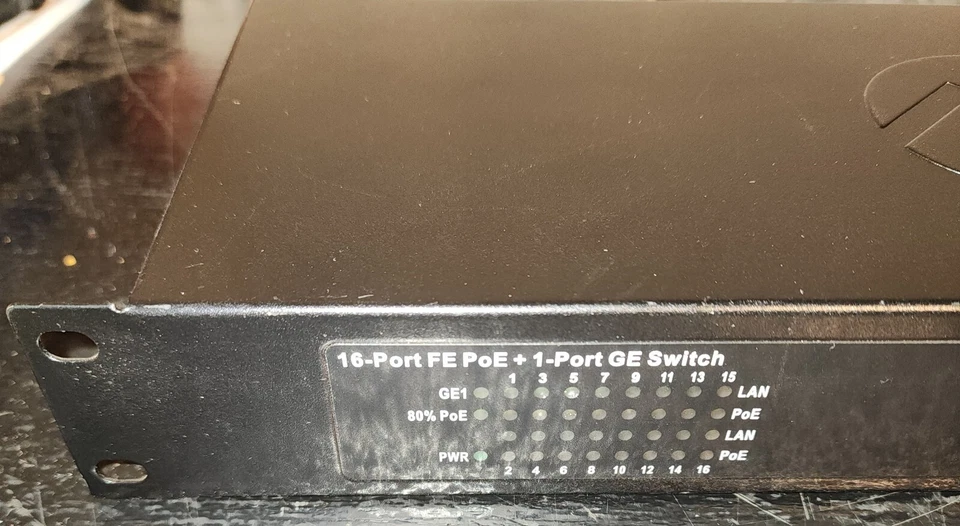 16-Port FE PoE + 1-Port GE Switch
1 3 5 7 9 11 13 15
GE1 LAN
80% PoE PoE
LAN
PWR PoE
2 4 6 8 10 12 14 16